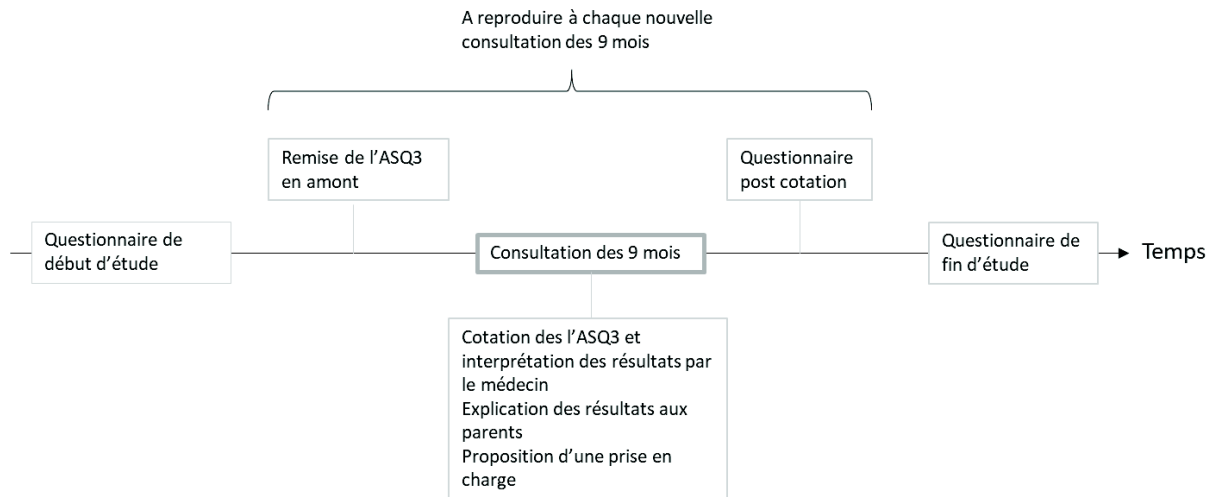 A reproduire à chaque nouvelle
consultation des 9 mois
Remise de l'ASQ3
en amont
Questionnaire
post cotation
Questionnaire de
début d'étude
Consultation des 9 mois
Questionnaire de
fin d'étude
Temps
Cotation des l'ASQ3 et
interprétation des résultats par
le médecin
Explication des résultats aux
parents
Proposition d'une prise en
charge